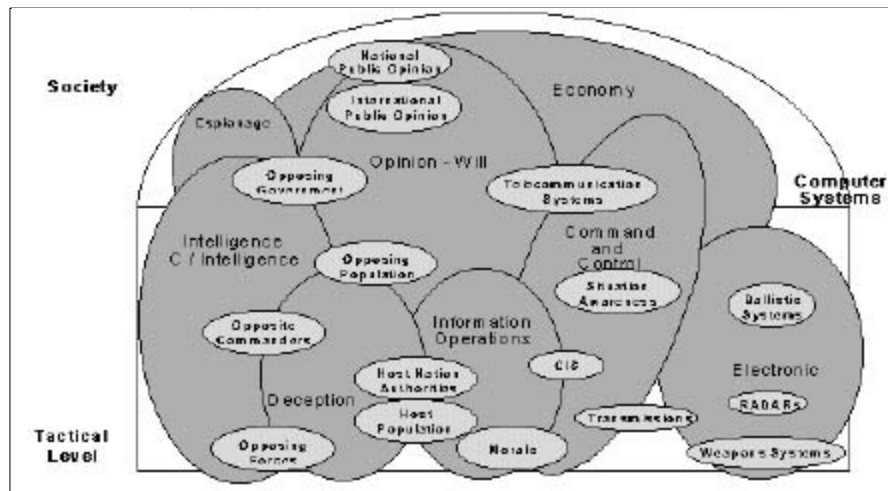 National
Public Opinion
Society
International
Public Opinion
Economy
Espionage
Opinion - Will
Opposing
Government
Telecommunication
Systems
Computer
Systems
Intelligence
C / Intelligence
Command
and
Control
Opposing
Population
Situation
Awareness
Ballistic
Systems
Opposite
Commanders
Information
Operations
CIS
Host Nation
Authorities
Electronic
Deception
RADARs
Host
Population
Transmissions
Tactical
Level
Opposing
Forces
Morale
Weapons Systems